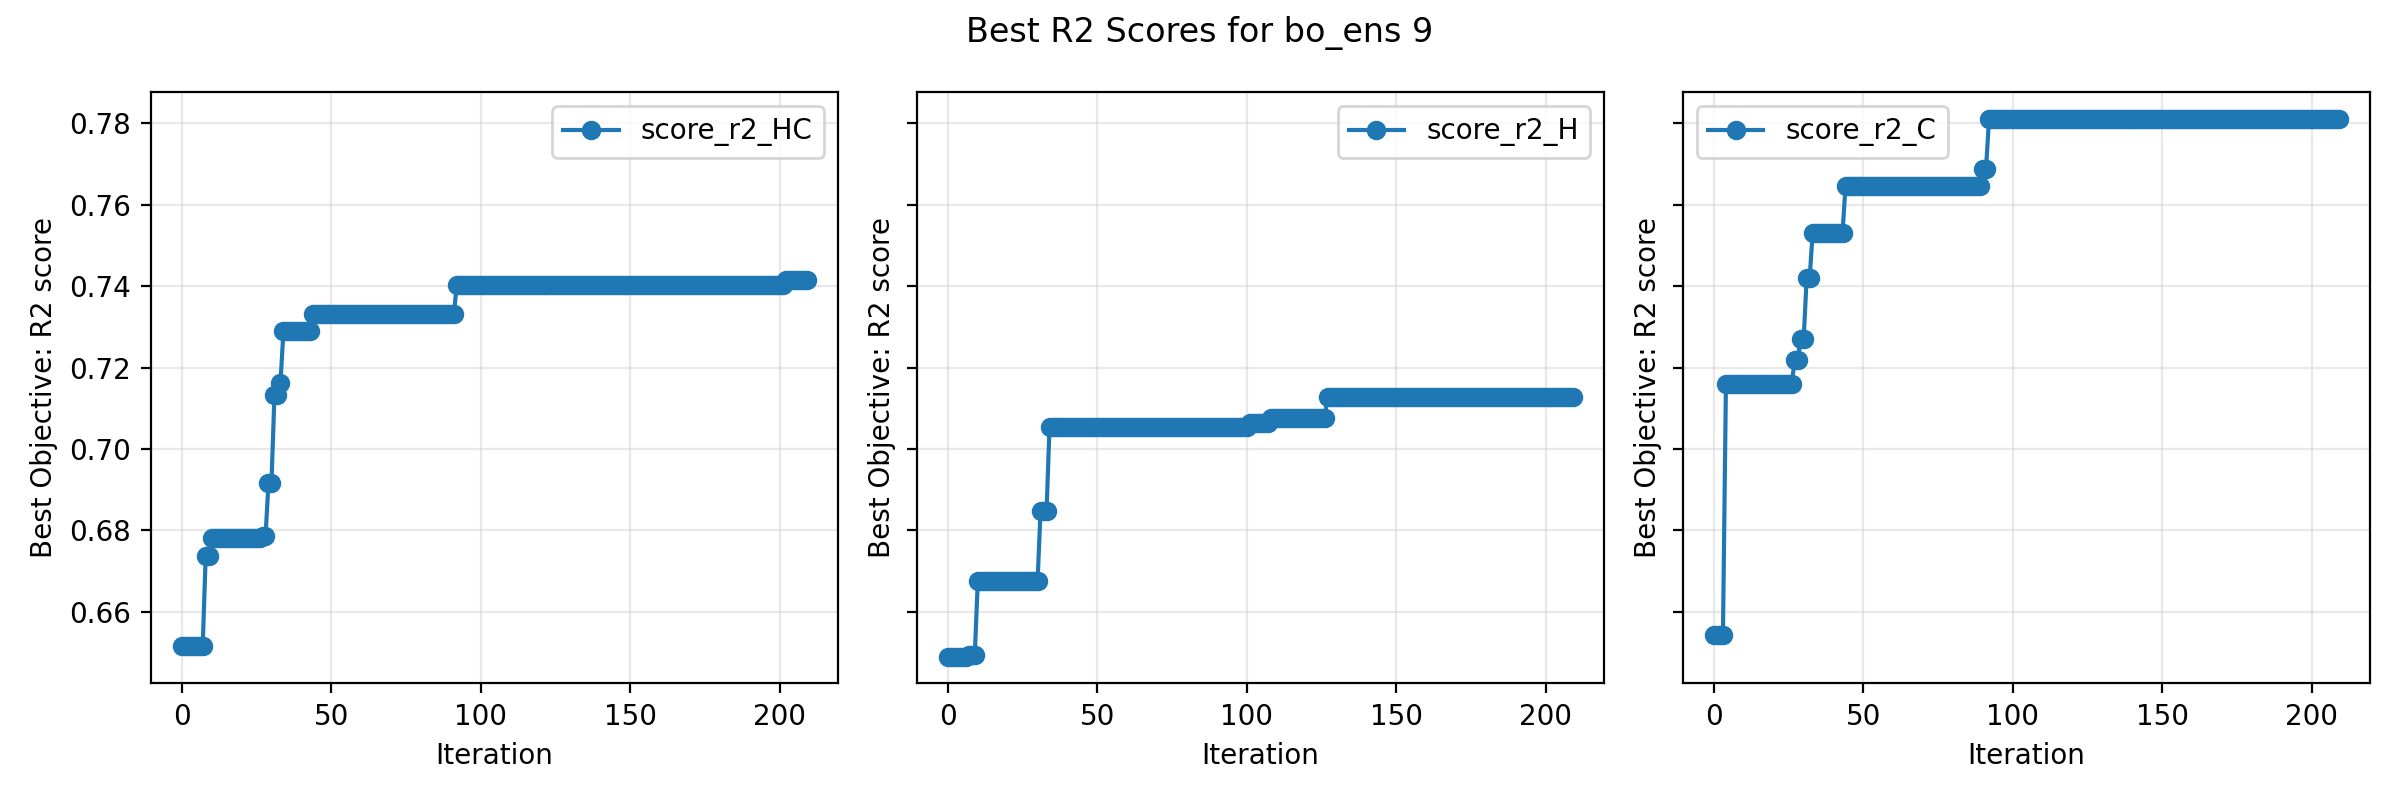 Best R2 Scores for bo_ens 9
Best Objective: R2 score
0.78
0.76
0.74
0.72
0.70
0.68
0.66
score_r2_HC
0 50 100 150 200
Iteration
Best Objective: R2 score
score_r2_H
0 50 100 150 200
Iteration
Best Objective: R2 score
score_r2_C
0 50 100 150 200
Iteration